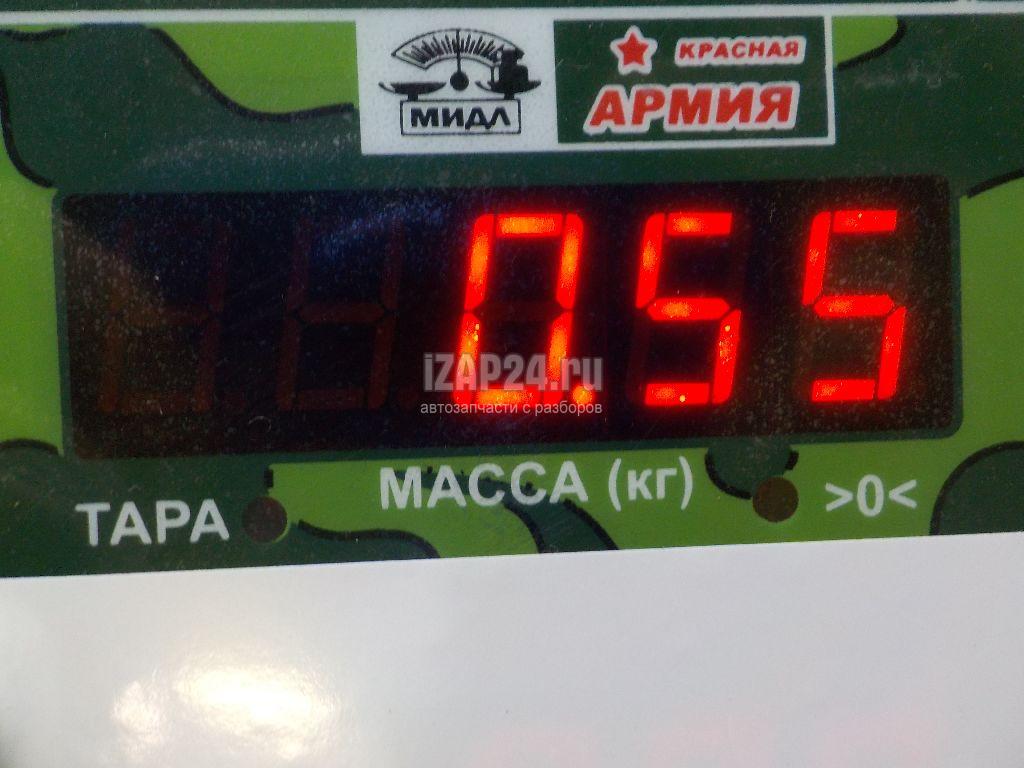 МИДЛ
КРАСНАЯ
АРМИЯ
0.55
iZAP24.ru
автозапчасти с разборов
МАССА (кг)
ТАРА
>0<